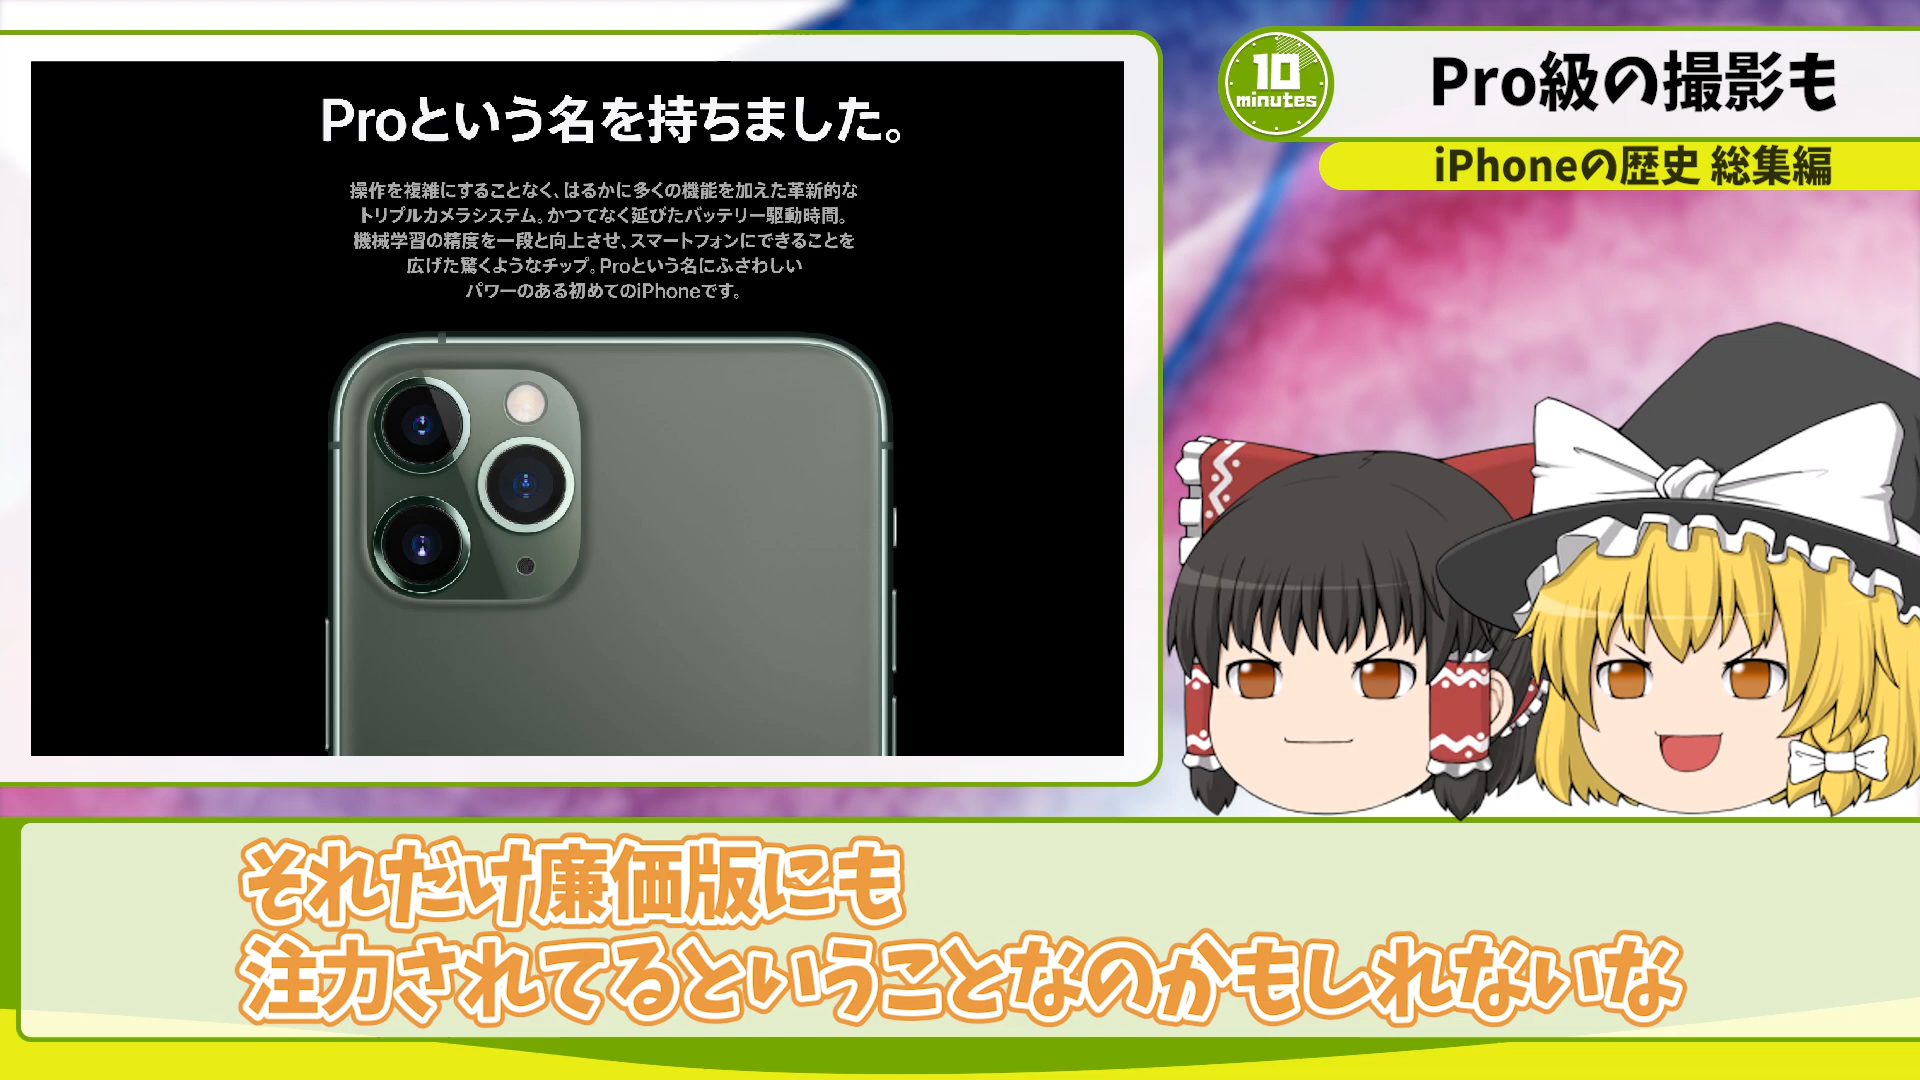 Proという名を持ちました。
操作を複雑にすることなく、はるかに多くの機能を加えた革新的な
トリプルカメラシステム。かつてなく延びたバッテリー駆動時間。
機械学習の精度を一段と向上させ、スマートフォンにできることを
広げた驚くようなチップ。Proという名にふさわしい
パワーのある初めてのiPhoneです。
10
minutes
Pro級の撮影も
iPhoneの歴史 総集編
それだけ廉価版にも
注力されてるということなのかもしれないな